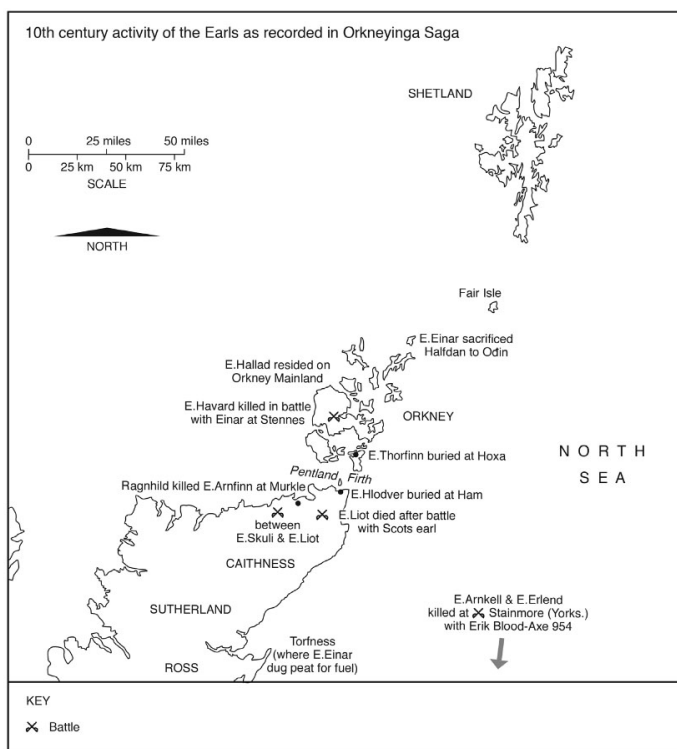 10th century activity of the Earls as recorded in Orkneyinga Saga
SHETLAND
0 25 miles 50 miles
0 25 km 50 km 75 km
SCALE
NORTH
Fair Isle
E.Einar sacrificed
Halfdan to Oðin
E.Hallad resided on
Orkney Mainland
E.Havard killed in battle
with Einar at Stennes
ORKNEY
E.Thorfinn buried at Hoxa
NORTH
SEA
Pentland Firth
Ragnhild killed E.Arnfinn at Murkle
E.Hlodver buried at Ham
E.Liot died after battle
with Scots earl
between
E.Skuli & E.Liot
CAITHNESS
E.Arnkell & E.Erlend
killed at Stainmore (Yorks.)
with Erik Blood-Axe 954
SUTHERLAND
Torfness
(where E.Einar
dug peat for fuel)
ROSS
KEY
Battle